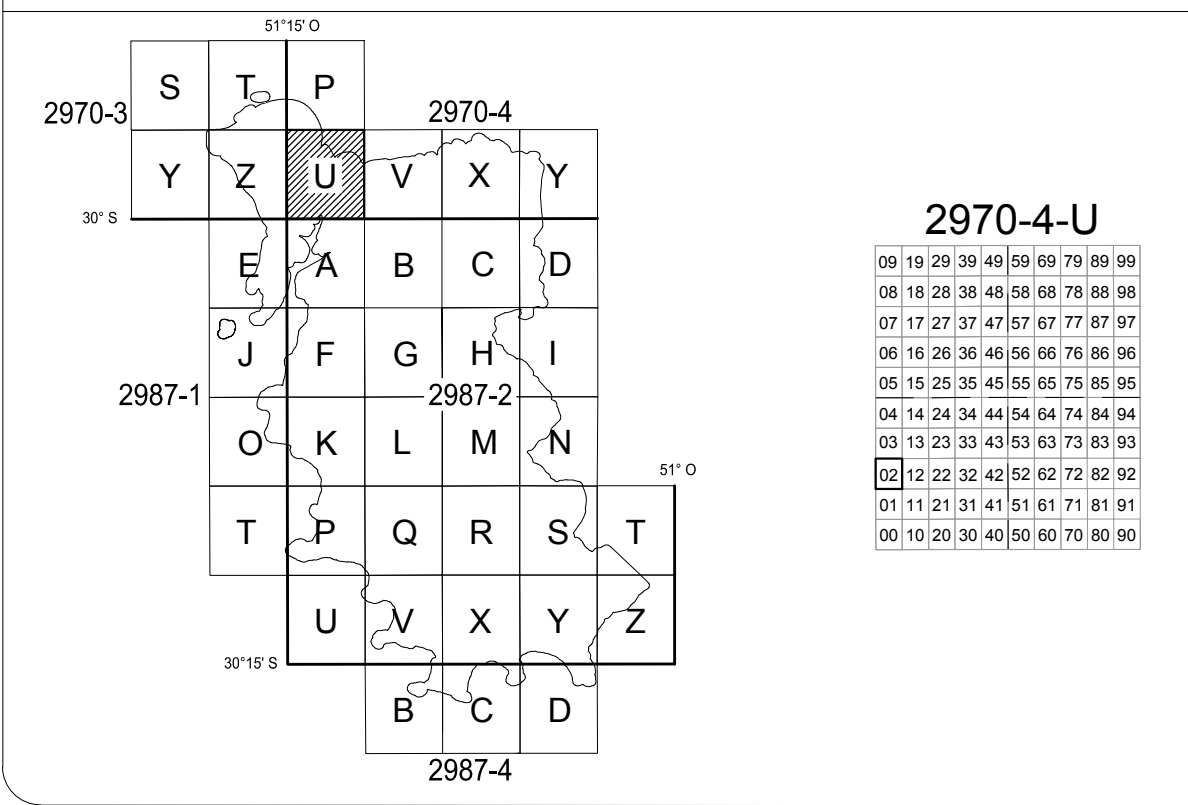 51°15' O
S T P
2970-3 2970-4
Y Z U V X Y
30° S
E A B C D
J F G H I
2987-1 2987-2
O K L M N
51° O
T P Q R S T
U V X Y Z
30°15' S
B C D
2987-4
2970-4-U
09 19 29 39 49 59 69 79 89 99
08 18 28 38 48 58 68 78 88 98
07 17 27 37 47 57 67 77 87 97
06 16 26 36 46 56 66 76 86 96
05 15 25 35 45 55 65 75 85 95
04 14 24 34 44 54 64 74 84 94
03 13 23 33 43 53 63 73 83 93
02 12 22 32 42 52 62 72 82 92
01 11 21 31 41 51 61 71 81 91
00 10 20 30 40 50 60 70 80 90